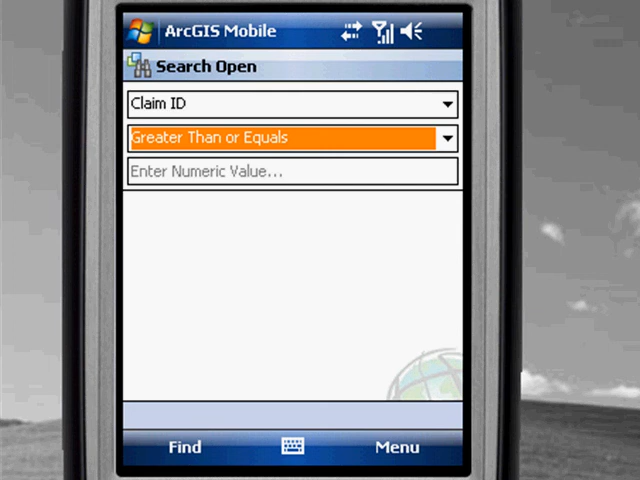 ArcGIS Mobile
Search Open
Claim ID
Greater Than or Equals
Enter Numeric Value...
Find
Menu